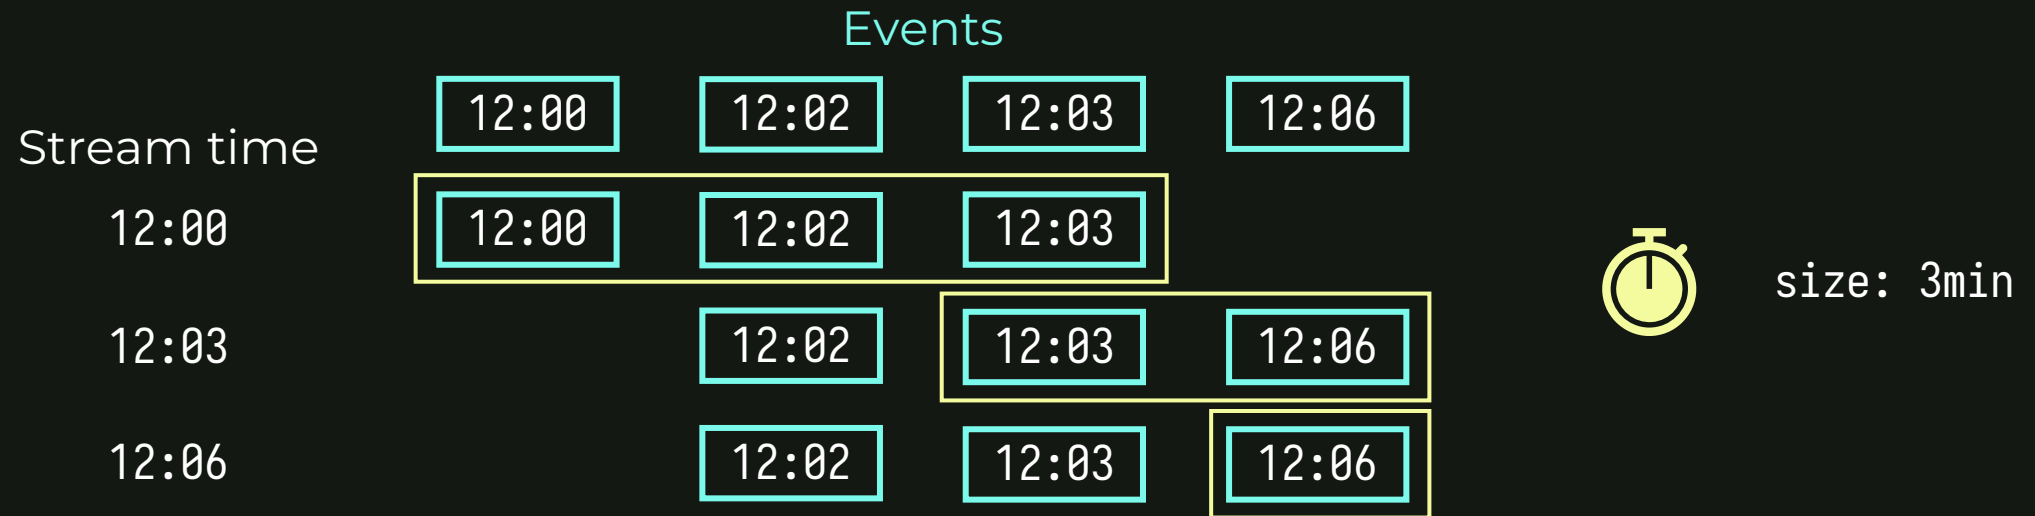 Events
12:00 12:02 12:03 12:06
Stream time
12:00 12:00 12:02 12:03
size: 3min
12:03 12:02 12:03 12:06
12:06 12:02 12:03 12:06